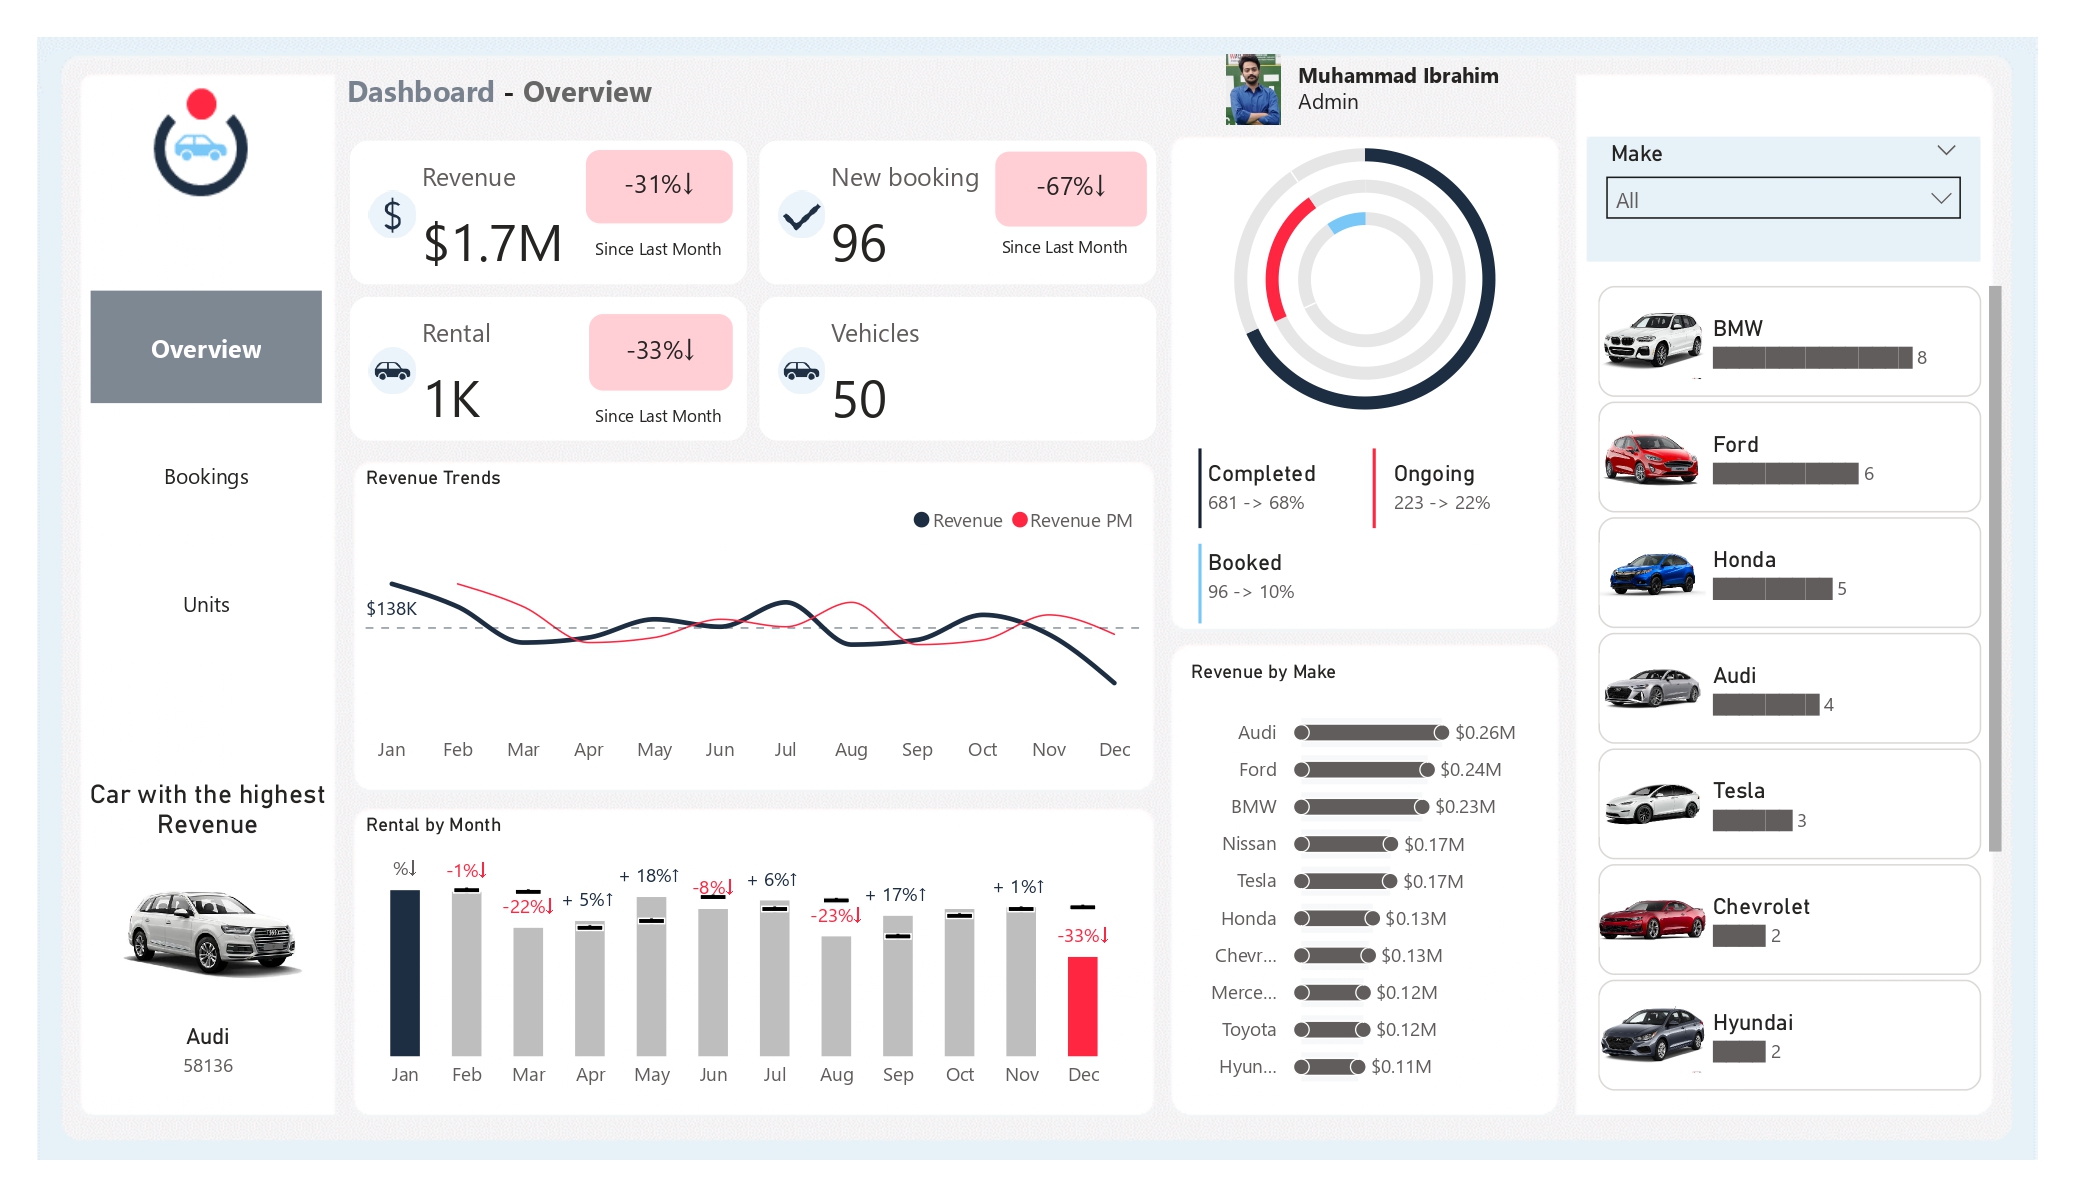 Dashboard - Overview
Muhammad Ibrahim
Admin
Overview
Bookings
Units
Car with the highest
Revenue
Audi
58136
Revenue
$
$1.7M
-31%↓
Since Last Month
New booking
96
-67%↓
Since Last Month
Rental
1K
-33%↓
Since Last Month
Vehicles
50
Revenue Trends
Revenue
Revenue PM
$138K
Jan Feb Mar Apr May Jun Jul Aug Sep Oct Nov Dec
Rental by Month
%↓ -1%↓ -22%↓ + 5%↑ + 18%↑ -8%↓ + 6%↑ -23%↓ + 17%↑ + 1%↑ -33%↓
Jan Feb Mar Apr May Jun Jul Aug Sep Oct Nov Dec
Completed
681 -> 68%
Ongoing
223 -> 22%
Booked
96 -> 10%
Revenue by Make
Audi $0.26M
Ford $0.24M
BMW $0.23M
Nissan $0.17M
Tesla $0.17M
Honda $0.13M
Chevr... $0.13M
Merce... $0.12M
Toyota $0.12M
Hyun... $0.11M
Make
All
BMW
8
Ford
6
Honda
5
Audi
4
Tesla
3
Chevrolet
2
Hyundai
2